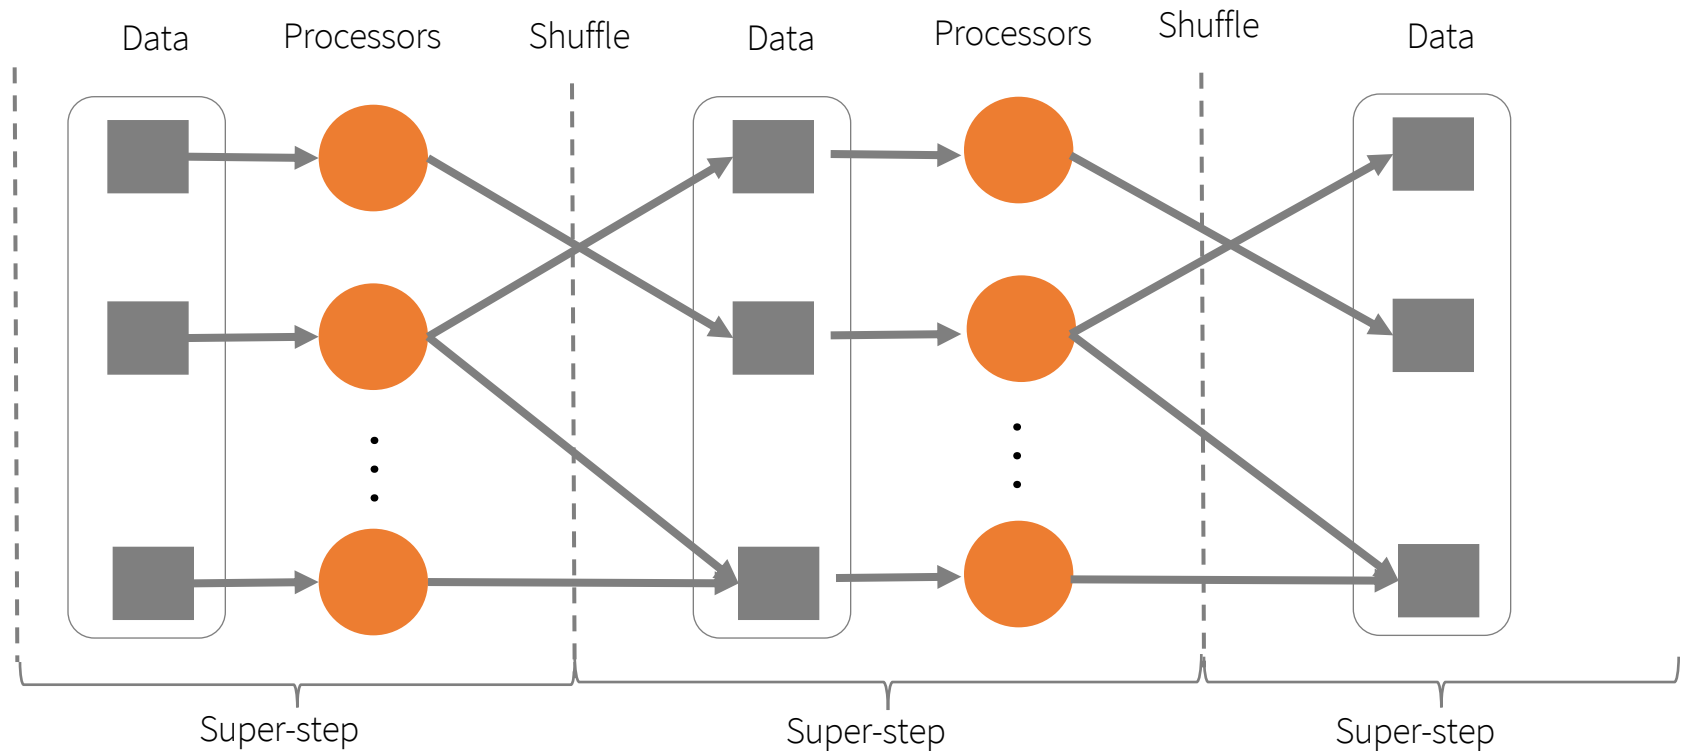 Data
Processors
Shuffle
Data
Processors
Shuffle
Data
Super-step
Super-step
Super-step